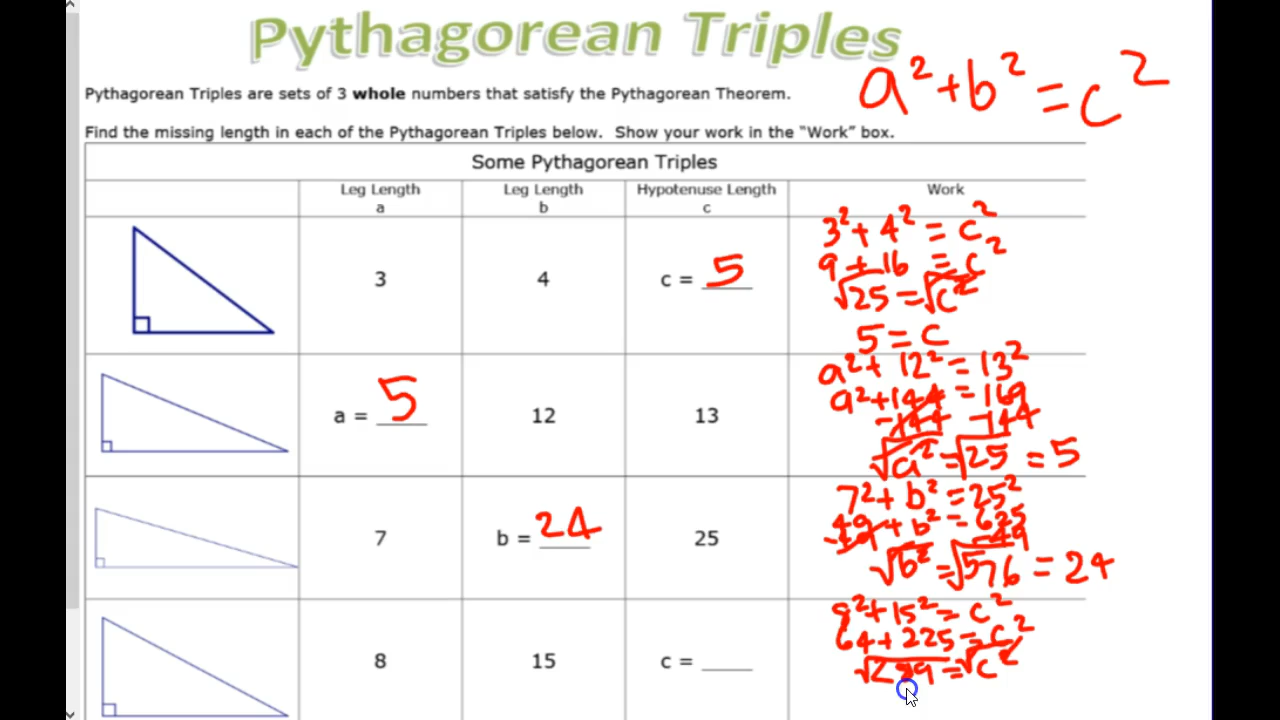 Pythagorean Triples
a² + b² = c²
Pythagorean Triples are sets of 3 whole numbers that satisfy the Pythagorean Theorem.
Find the missing length in each of the Pythagorean Triples below. Show your work in the “Work” box.
Some Pythagorean Triples
Leg Length a
Leg Length b
Hypotenuse Length c
Work
3
4
c = 5
3² + 4² = c²
9 + 16 = c²
√25 = √c²
5 = c
a = 5
12
13
a² + 12² = 13²
a² + 144 = 169
-144 -144
√a² = √25 = 5
7
b = 24
25
7² + b² = 25²
49 + b² = 625
-49 -49
√b² = √576 = 24
8
15
c = ____
8² + 15² = c²
64 + 225 = c²
√289 = √c²